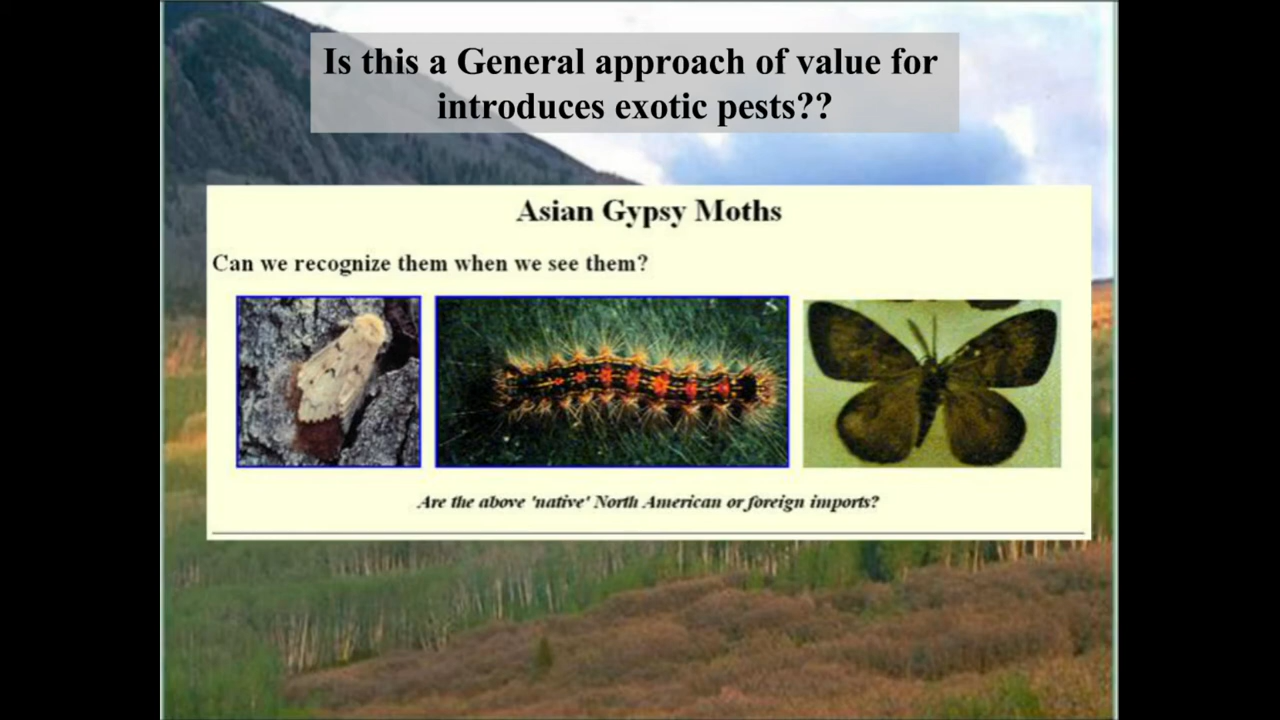 Is this a General approach of value for
introduces exotic pests??
Asian Gypsy Moths
Can we recognize them when we see them?
Are the above 'native' North American or foreign imports?